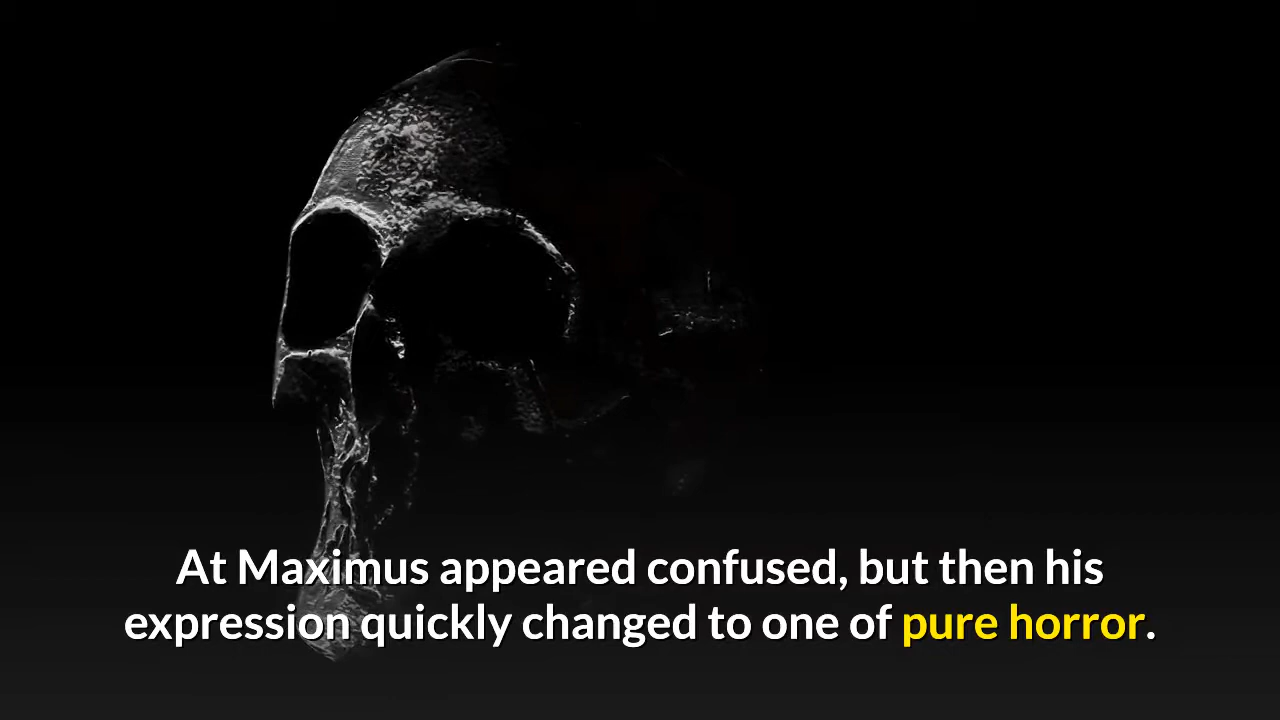 At Maximus appeared confused, but then his
expression quickly changed to one of pure horror.